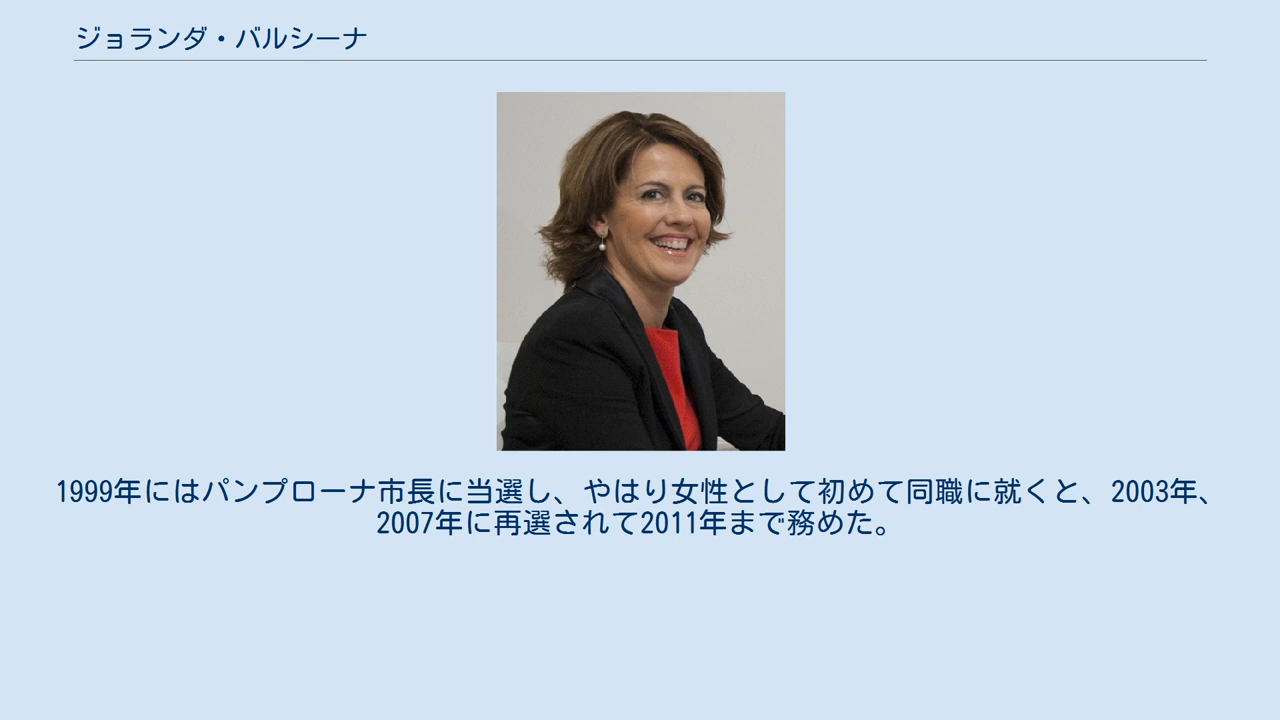 ジョランダ・バルシーナ
1999年にはパンプローナ市長に当選し、やはり女性として初めて同職に就くと、2003年、
2007年に再選されて2011年まで務めた。